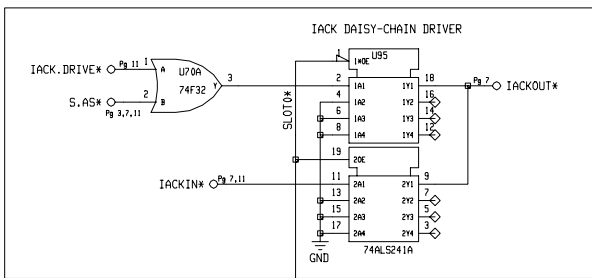 IACK DAISY-CHAIN DRIVER
IACK.DRIVE* Pg 11 1 A U70A Y 3
S.AS* 2 B 74F32
Pg 3,7,11
SLOT0*
1 1*OE U95
2 1A1 1Y1 18 Pg 7 IACKOUT*
4 1A2 1Y2 16
6 1A3 1Y3 14
8 1A4 1Y4 12
19 2OE
IACKIN* Pg 7,11 11 2A1 2Y1 9
13 2A2 2Y2 7
15 2A3 2Y3 5
17 2A4 2Y4 3
74ALS241A
GND